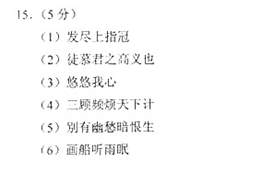 15.(5分)
(1)发尽上指冠
(2)徒慕君之高义也
(3)悠悠我心
(4)三顾频烦天下计
(5)别有幽愁暗恨生
(6)画船听雨眠